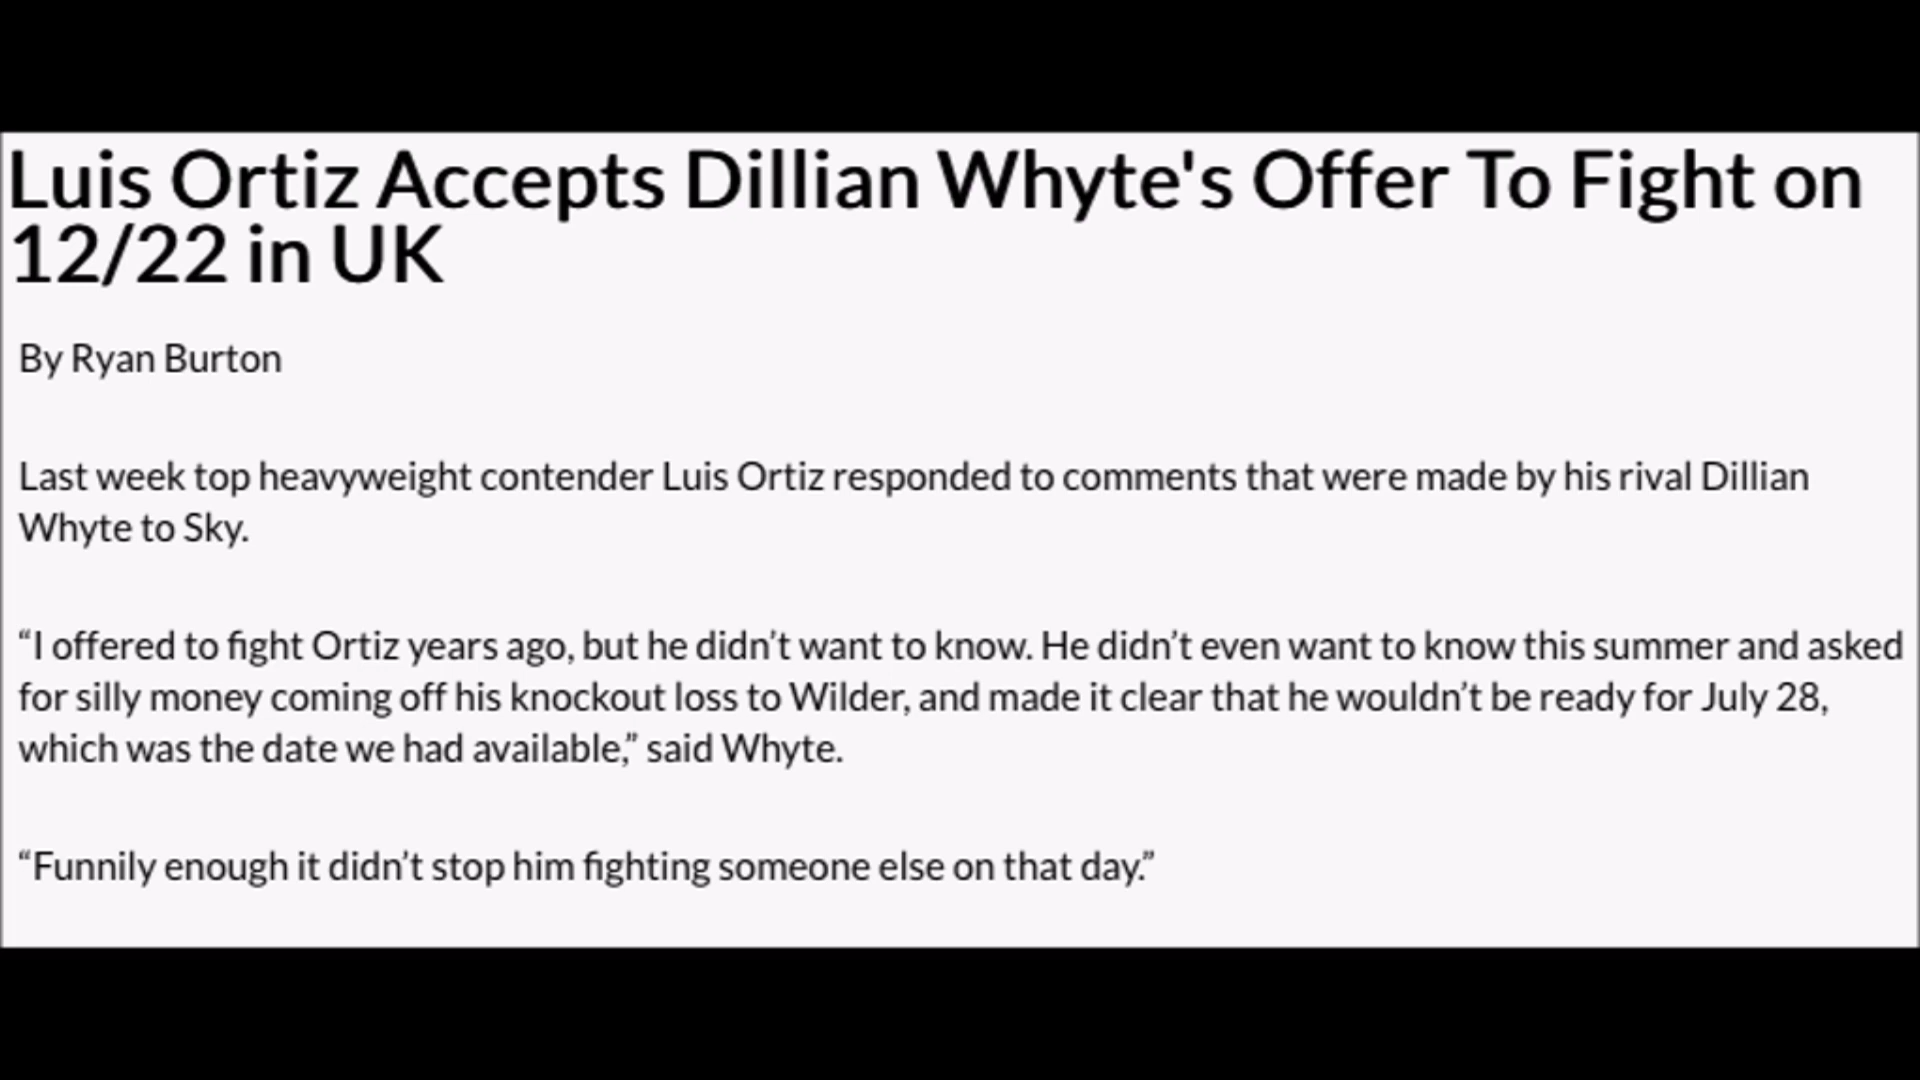 Luis Ortiz Accepts Dillian Whyte's Offer To Fight on
12/22 in UK
By Ryan Burton
Last week top heavyweight contender Luis Ortiz responded to comments that were made by his rival Dillian
Whyte to Sky.
“I offered to fight Ortiz years ago, but he didn’t want to know. He didn’t even want to know this summer and asked
for silly money coming off his knockout loss to Wilder, and made it clear that he wouldn’t be ready for July 28,
which was the date we had available,” said Whyte.
“Funnily enough it didn’t stop him fighting someone else on that day.”